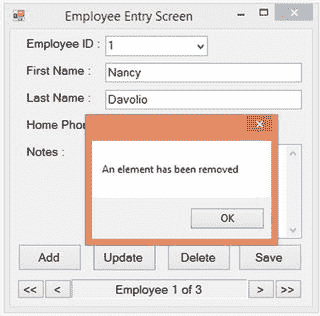 Employee Entry Screen
Employee ID : 1
First Name : Nancy
Last Name : Davolio
Home Phon
Notes :
An element has been removed
OK
Add Update Delete Save
<< < Employee 1 of 3 > >>